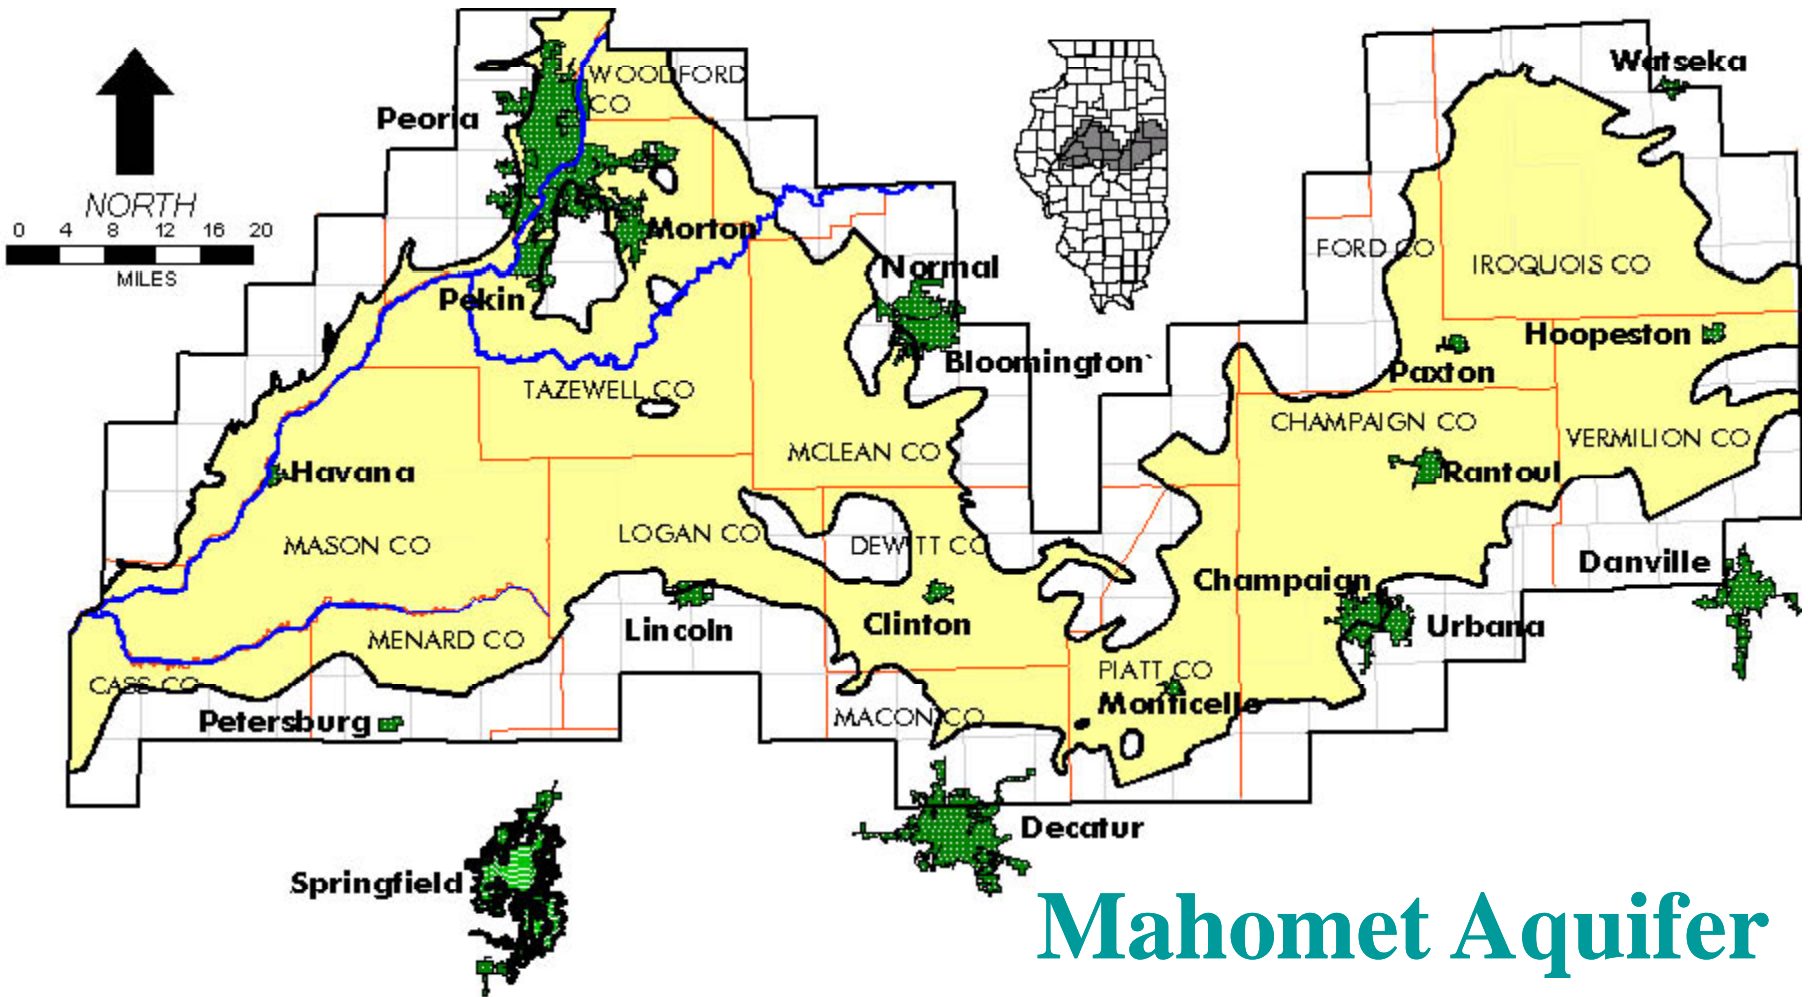 Watseka
WOODFORD
CO
Peoria
NORTH
0 4 8 12 16 20
MILES
Morton
FORD CO
IROQUOIS CO
Normal
Pekin
Hoopeston
Bloomington`
Paxton
TAZEWELL CO
CHAMPAIGN CO
VERMILION CO
MCLEAN CO
Havana
Rantoul
LOGAN CO
MASON CO
DEWITT CO
Danville
Champaign
Clinton
Lincoln
Urbana
MENARD CO
PIATT CO
CASS CO
Monticello
MACON CO
Petersburg
Decatur
Springfield
Mahomet Aquifer